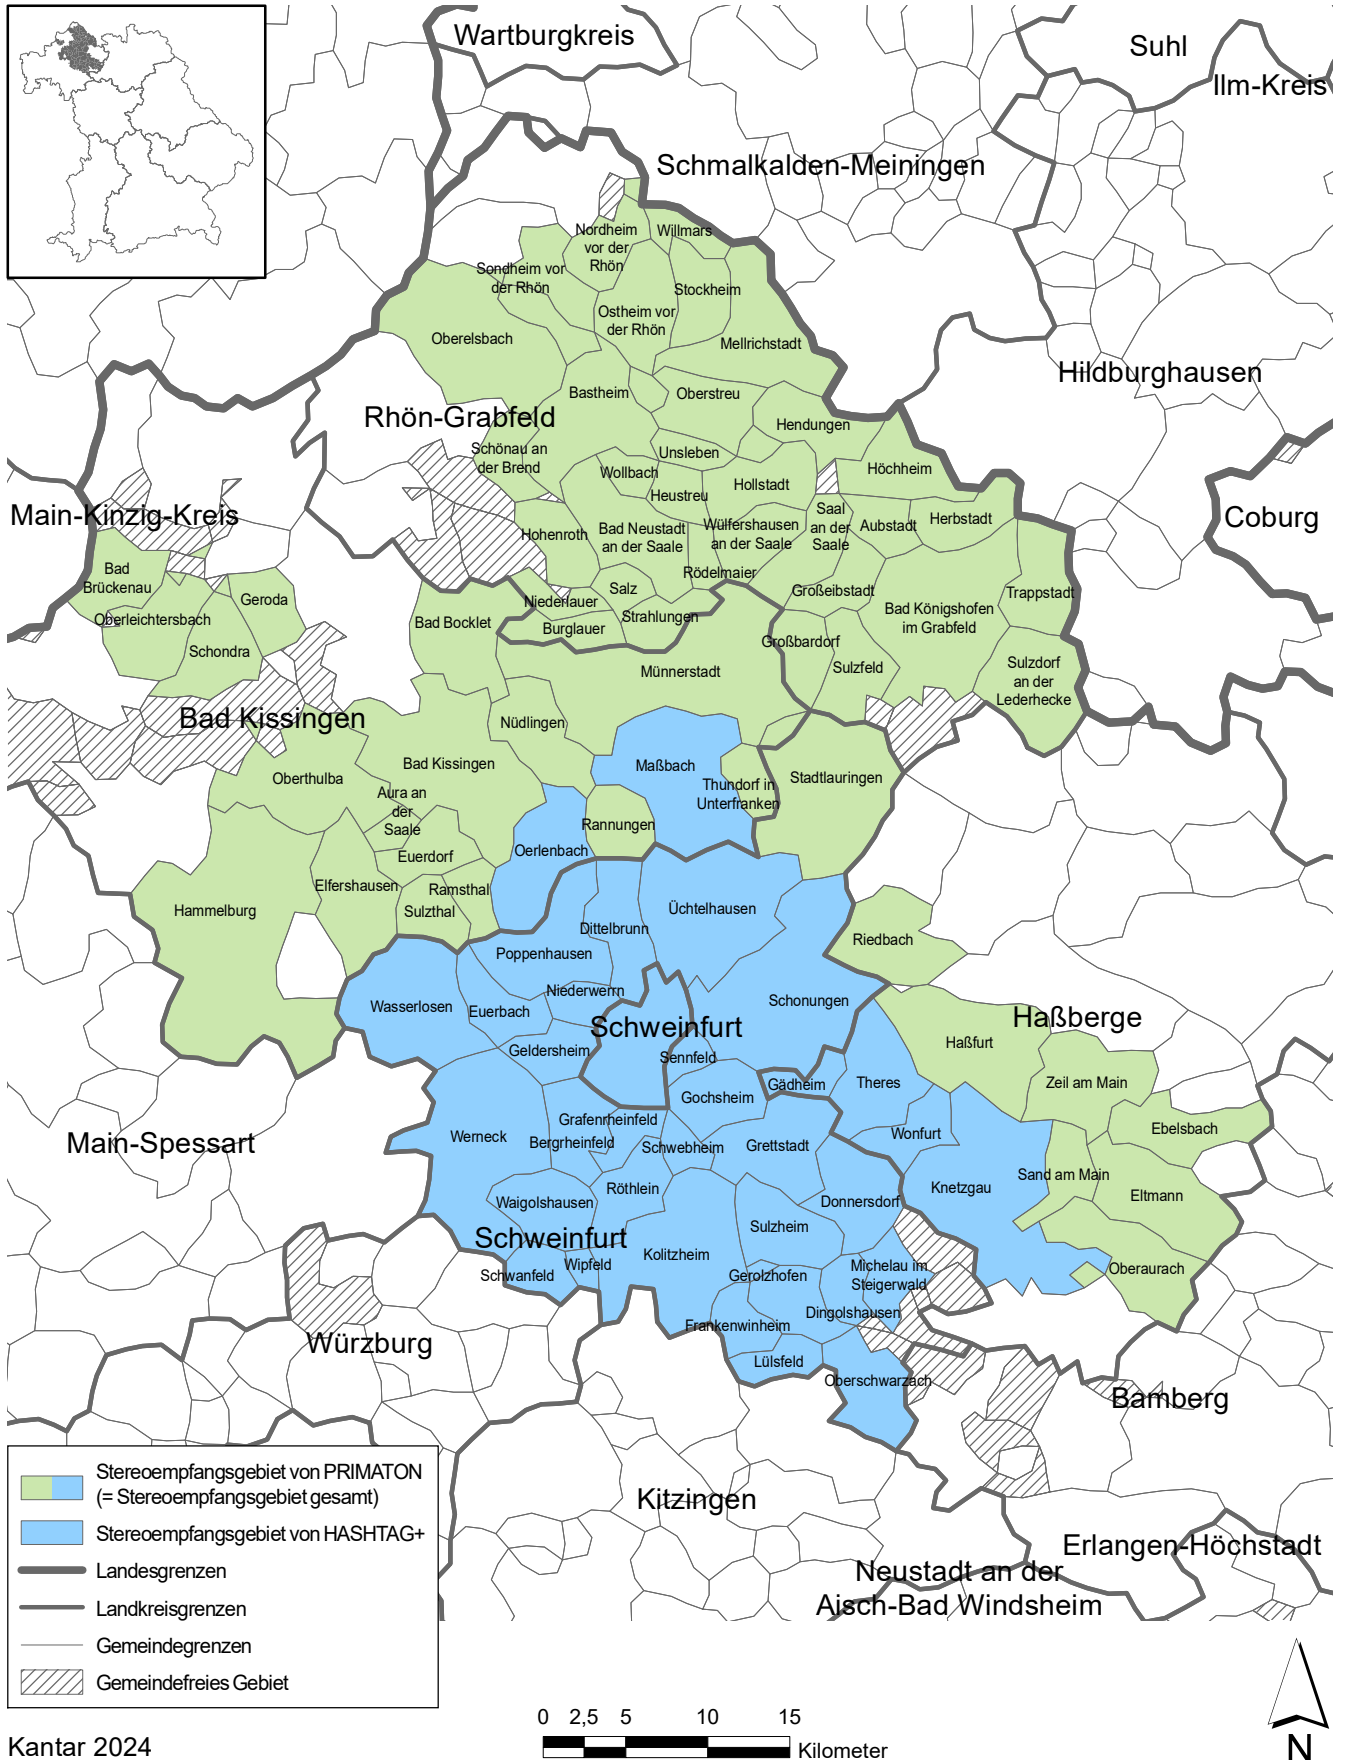 Wartburgkreis
Suhl
Ilm-Kreis
Schmalkalden-Meiningen
Nordheim
vor der
Rhön
Willmars
Sondheim vor
der Rhön
Stockheim
Ostheim vor
der Rhön
Oberelsbach
Mellrichstadt
Hildburghausen
Bastheim
Oberstreu
Rhön-Grabfeld
Hendungen
Schönau an
der Brend
Unsleben
Höchheim
Wollbach
Heustreu
Hollstadt
Main-Kinzig-Kreis
Coburg
Saal
an der
Saale
Aubstadt
Herbstadt
Hohenroth
Bad Neustadt
an der Saale
Wülfershausen
an der Saale
Bad
Brückenau
Rödelmaier
Salz
Großeibstadt
Trappstadt
Geroda
Niederlauer
Bad Königshofen
im Grabfeld
Oberleichtersbach
Bad Bocklet
Strahlungen
Burglauer
Großbardorf
Schondra
Sulzfeld
Sulzdorf
an der
Lederhecke
Münnerstadt
Bad Kissingen
Nüdlingen
Bad Kissingen
Maßbach
Oberthulba
Stadtlauringen
Thundorf in
Unterfranken
Aura an
der
Saale
Rannungen
Oerlenbach
Euerdorf
Elfershausen
Ramsthal
Hammelburg
Sulzthal
Üchtelhausen
Dittelbrunn
Riedbach
Poppenhausen
Niederwerrn
Schonungen
Wasserlosen
Euerbach
Haßberge
Schweinfurt
Haßfurt
Geldersheim
Sennfeld
Gädheim
Theres
Zeil am Main
Gochsheim
Grafenrheinfeld
Ebelsbach
Main-Spessart
Werneck
Bergrheinfeld
Schwebheim
Grettstadt
Wonfurt
Sand am Main
Knetzgau
Eltmann
Röthlein
Waigolshausen
Donnersdorf
Sulzheim
Schweinfurt
Kolitzheim
Wipfeld
Schwanfeld
Gerolzhofen
Michelau im
Steigerwald
Oberaurach
Dingolshausen
Frankenwinheim
Würzburg
Lülsfeld
Oberschwarzach
Bamberg
Kitzingen
Erlangen-Höchstadt
Neustadt an der
Aisch-Bad Windsheim
Stereoempfangsgebiet von PRIMATON
(= Stereoempfangsgebiet gesamt)
Stereoempfangsgebiet von HASHTAG+
Landesgrenzen
Landkreisgrenzen
Gemeindegrenzen
Gemeindefreies Gebiet
0 2,5 5 10 15
Kilometer
N
Kantar 2024